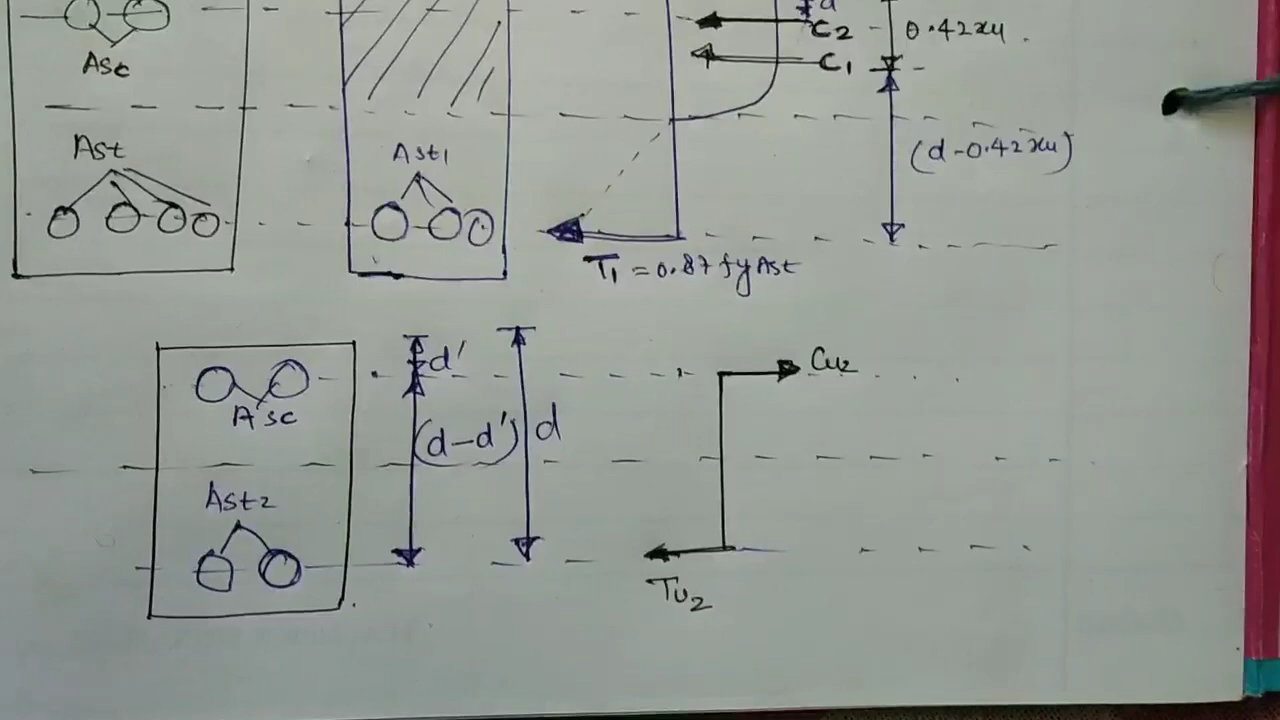 Asc
d
C2
0.42xu.
C1
Ast
Ast1
(d-0.42xu)
T1 = 0.87 fy Ast
d'
Cu2
Asc
(d-d')
d
Ast2
Tu2